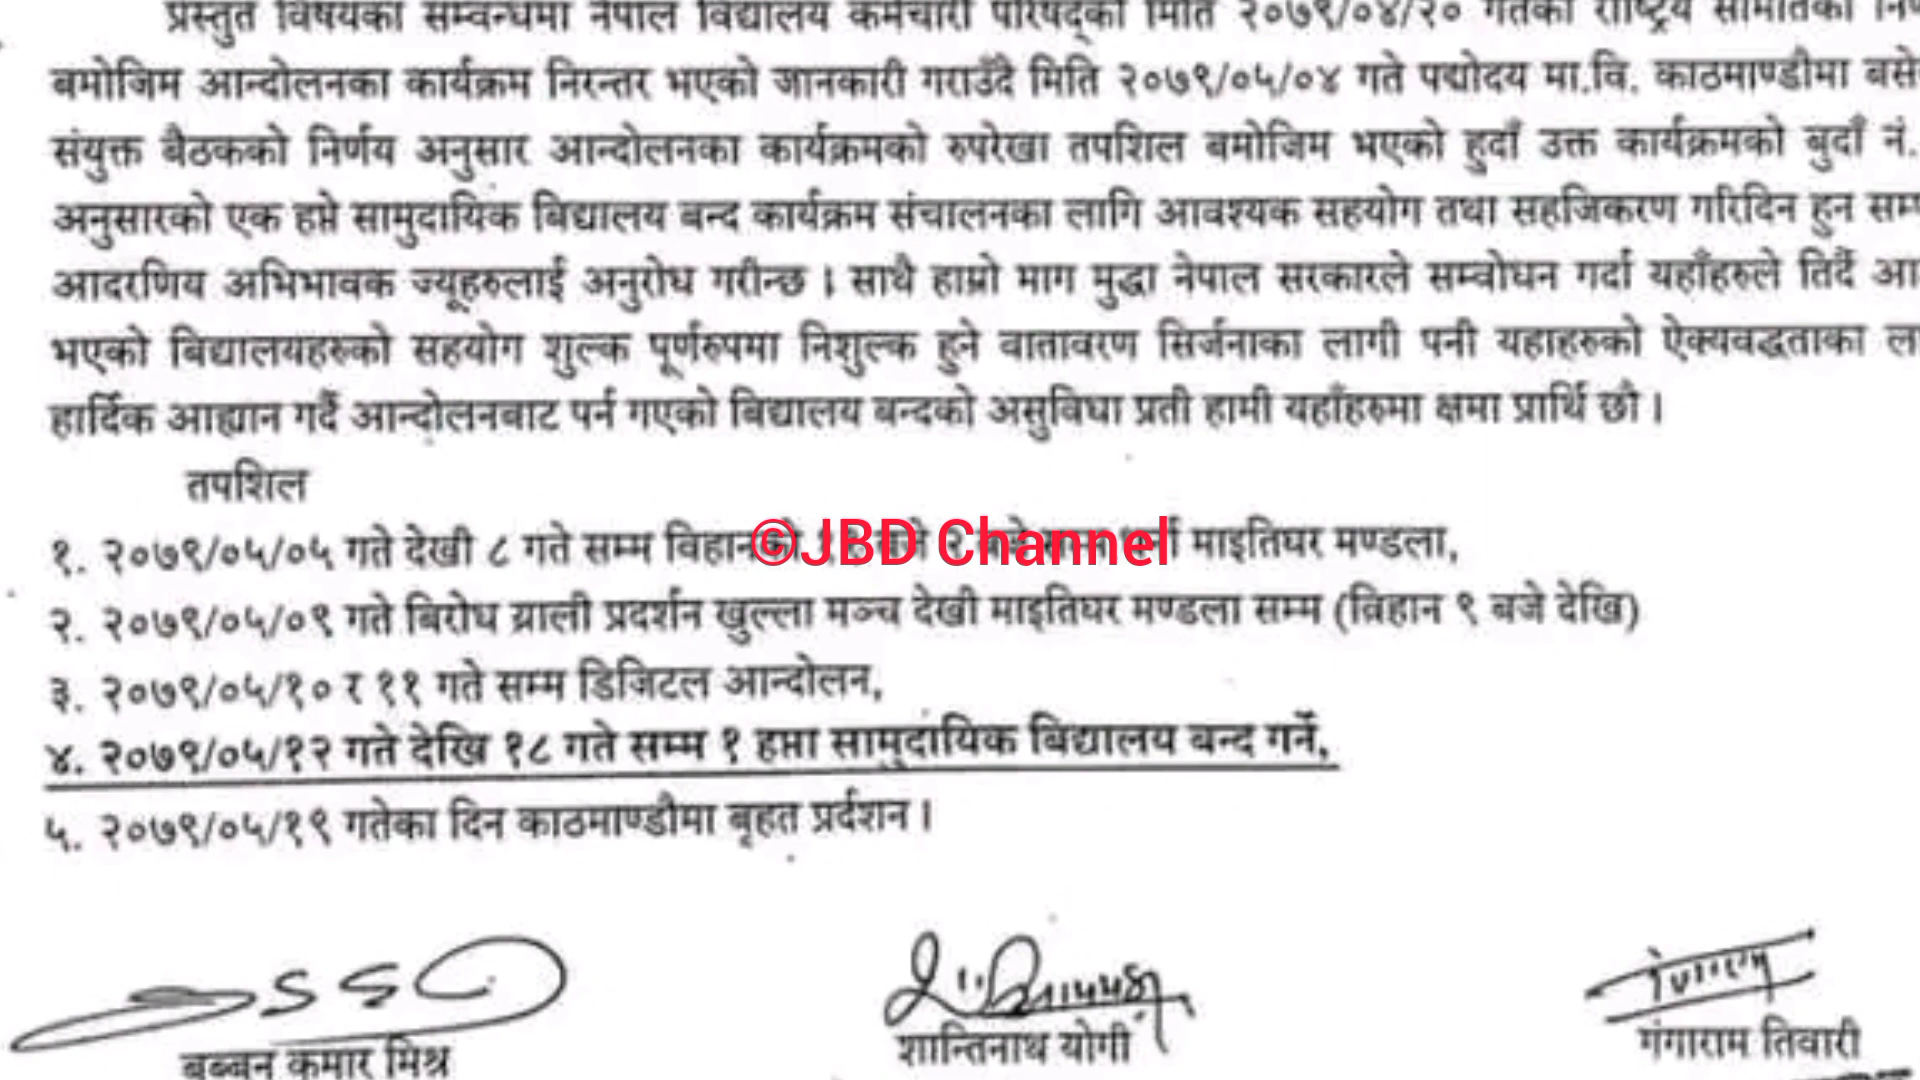 प्रस्तुत विषयका सम्वन्धमा नेपाल विद्यालय कर्मचारी परिषद्को मिति २०७९/०४/२० गतेको राष्ट्रिय समितिको
बमोजिम आन्दोलनका कार्यक्रम निरन्तर भएको जानकारी गराउँदै मिति २०७९/०५/०४ गते पद्योदय मा.वि. काठमाण्डौमा
संयुक्त बैठकको निर्णय अनुसार आन्दोलनका कार्यक्रमको रुपरेखा तपशिल बमोजिम भएको हुदाँ उक्त कार्यक्रमको बुदाँ नं.
अनुसारको एक हप्ते सामुदायिक बिद्यालय बन्द कार्यक्रम संचालनका लागि आवश्यक सहयोग तथा सहजिकरण गरिदिन हुन
आदरणिय अभिभावक ज्यूहरुलाई अनुरोध गरीन्छ । साथै हाम्रो माग मुद्धा नेपाल सरकारले सम्वोधन गर्दा यहाँहरुले तिर्दै
भएको बिद्यालयहरुको सहयोग शुल्क पूर्णरुपमा निशुल्क हुने वातावरण सिर्जनाका लागी पनी यहाहरुको ऐक्यवद्धताका
हार्दिक आह्वान गर्दै आन्दोलनबाट पर्न गएको बिद्यालय बन्दको असुविधा प्रती हामी यहाँहरुमा क्षमा प्रार्थि छौ ।
तपशिल
१. २०७९/०५/०५ गते देखी ८ गते सम्म विहानको माइतिघर मण्डला,
©JBD Channel
२. २०७९/०५/०९ गते बिरोध र्‍याली प्रदर्शन खुल्ला मञ्च देखी माइतिघर मण्डला सम्म (विहान ९ बजे देखि)
३. २०७९/०५/१० र ११ गते सम्म डिजिटल आन्दोलन,
४. २०७९/०५/१२ गते देखि १८ गते सम्म १ हप्ता सामुदायिक बिद्यालय बन्द गर्ने,
५. २०७९/०५/१९ गतेका दिन काठमाण्डौमा बृहत प्रर्दशन ।
बब्बन कुमार मिश्र
शान्तिनाथ योगी
गंगाराम तिवारी